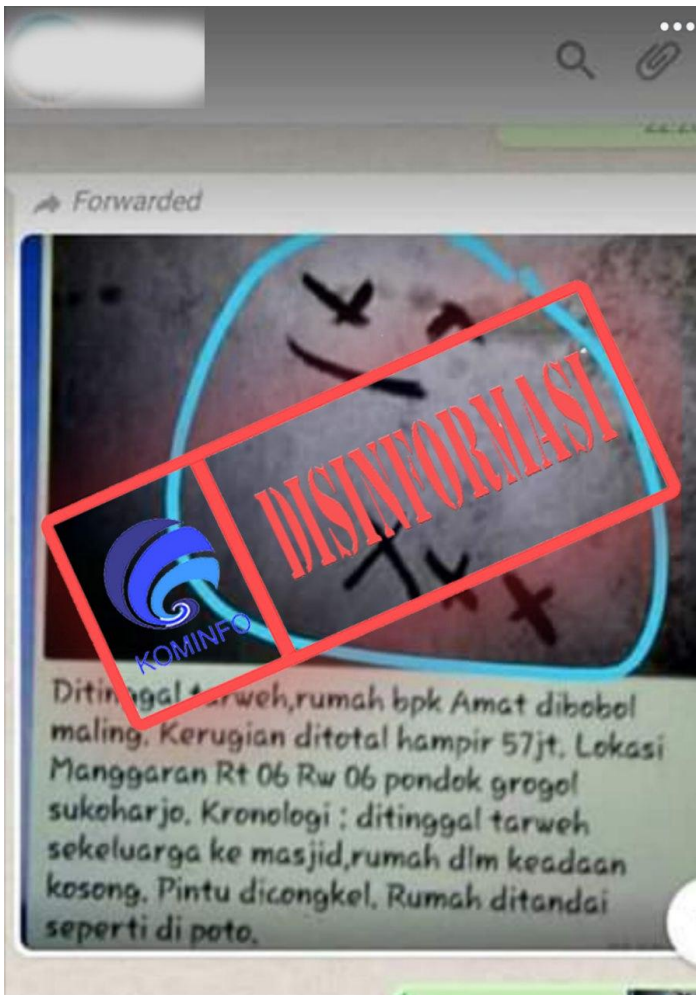 Forwarded
DISINFORMASI
KOMINFO
Ditinggal tarweh,rumah bpk Amat dibobol
maling. Kerugian ditotal hampir 57jt. Lokasi
Manggaran Rt 06 Rw 06 pondok grogol
sukoharjo. Kronologi : ditinggal tarweh
sekeluarga ke masjid,rumah dlm keadaan
kosong. Pintu dicongkel. Rumah ditandai
seperti di poto.